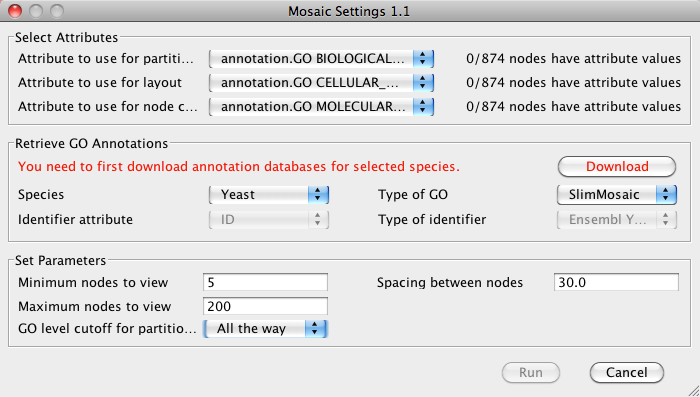 Mosaic Settings 1.1
Select Attributes
Attribute to use for partiti... annotation.GO BIOLOGICAL... 0/874 nodes have attribute values
Attribute to use for layout annotation.GO CELLULAR_... 0/874 nodes have attribute values
Attribute to use for node c... annotation.GO MOLECULAR... 0/874 nodes have attribute values
Retrieve GO Annotations
You need to first download annotation databases for selected species. Download
Species Yeast Type of GO SlimMosaic
Identifier attribute ID Type of identifier Ensembl Y...
Set Parameters
Minimum nodes to view 5 Spacing between nodes 30.0
Maximum nodes to view 200
GO level cutoff for partitio... All the way
Run Cancel